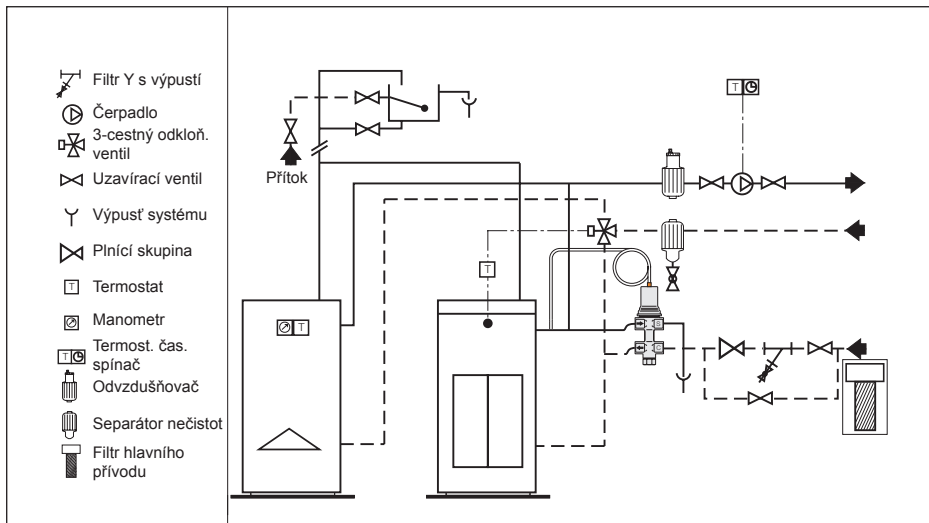 Filtr Y s výpustí
Čerpadlo
3-cestný odkloň.
ventil
Uzavírací ventil
Výpusť systému
Plnící skupina
T
Termostat
Manometr
T
Termost. čas.
spínač
Odvzdušňovač
Separátor nečistot
Filtr hlavního
přívodu
Přítok
T
T
T
S
C